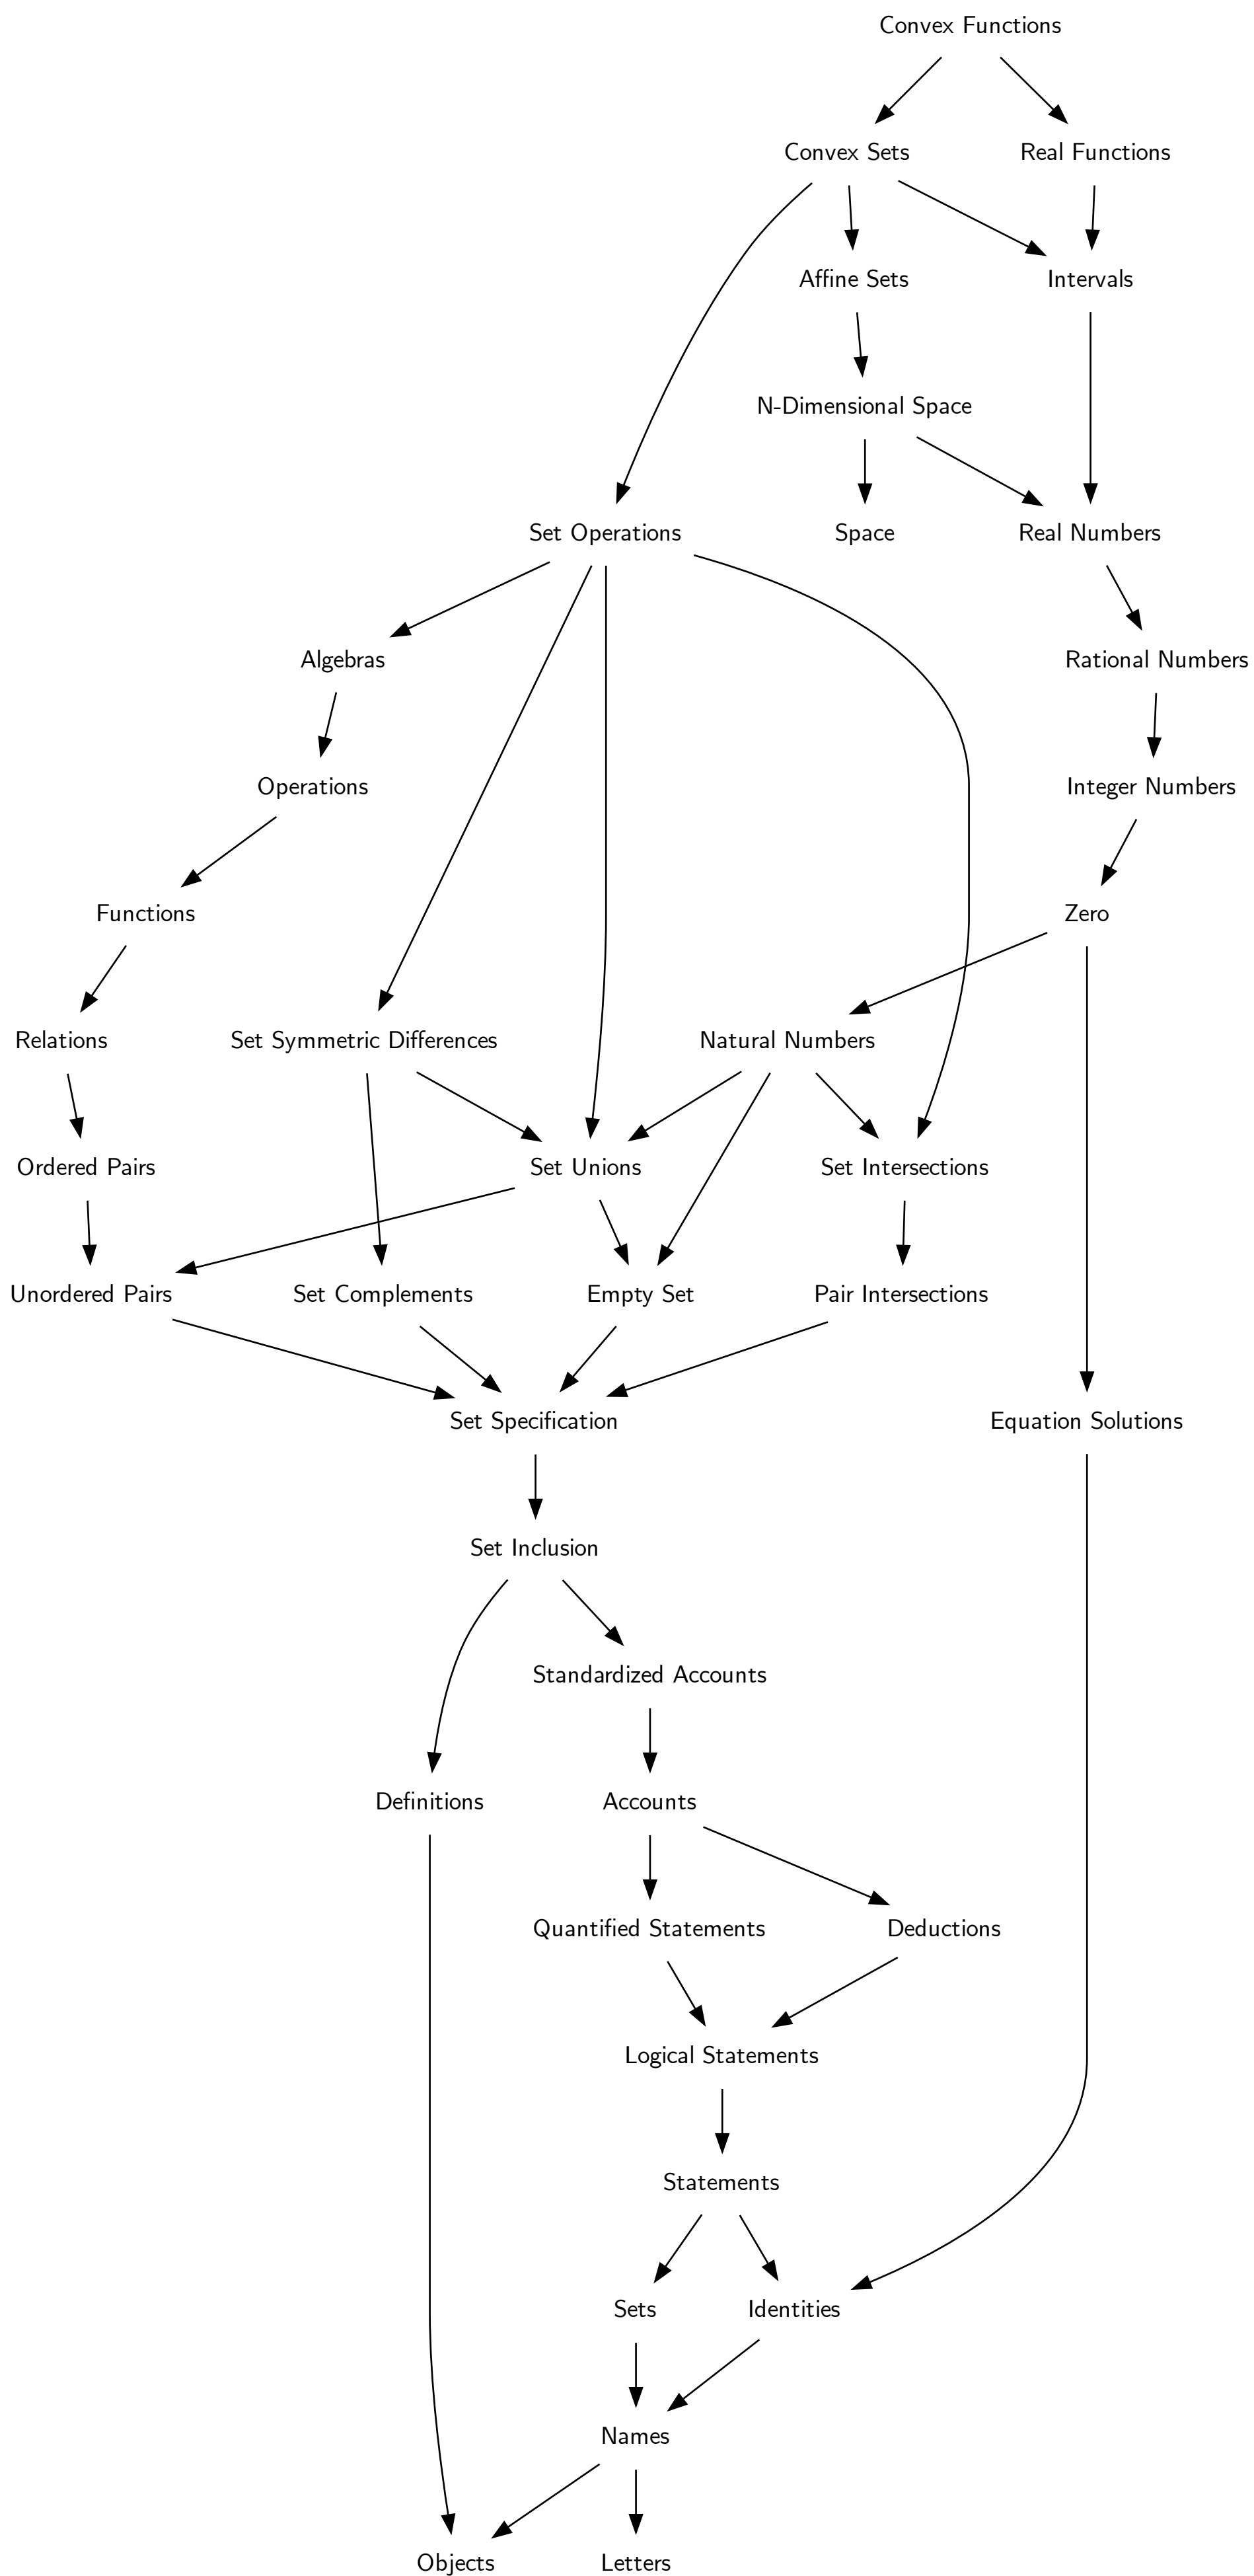 Convex Functions
Convex Sets
Real Functions
Affine Sets
Intervals
N-Dimensional Space
Set Operations
Space
Real Numbers
Algebras
Rational Numbers
Operations
Integer Numbers
Functions
Zero
Relations
Set Symmetric Differences
Natural Numbers
Ordered Pairs
Set Unions
Set Intersections
Unordered Pairs
Set Complements
Empty Set
Pair Intersections
Set Specification
Equation Solutions
Set Inclusion
Standardized Accounts
Definitions
Accounts
Quantified Statements
Deductions
Logical Statements
Statements
Sets
Identities
Names
Objects
Letters